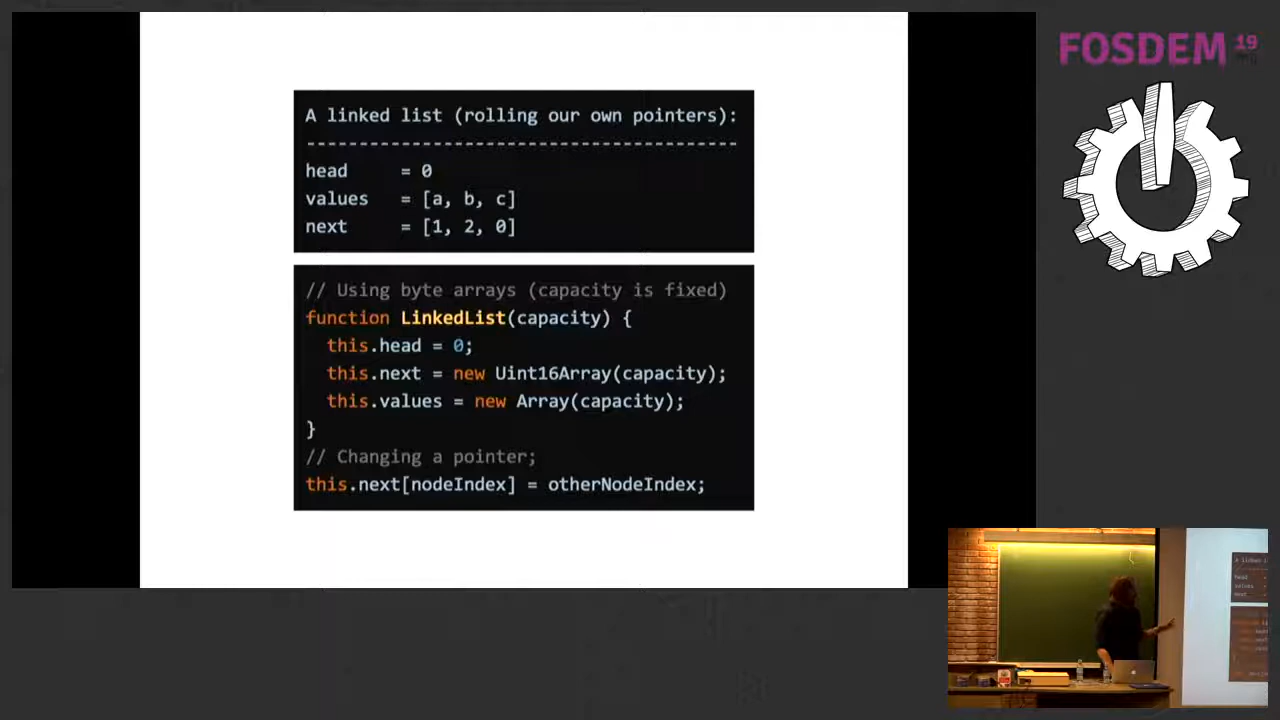 FOSDEM 19
.org
A linked list (rolling our own pointers):
-----------------------------------------
head = 0
values = [a, b, c]
next = [1, 2, 0]
// Using byte arrays (capacity is fixed)
function LinkedList(capacity) {
this.head = 0;
this.next = new Uint16Array(capacity);
this.values = new Array(capacity);
}
// Changing a pointer;
this.next[nodeIndex] = otherNodeIndex;